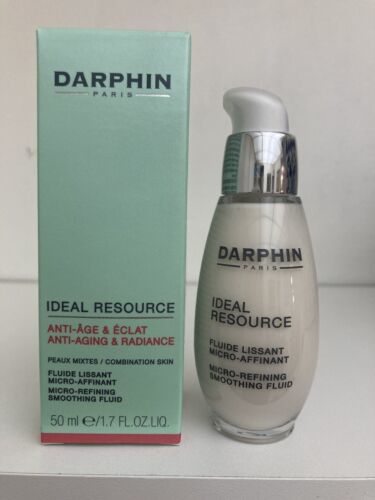 DARPHIN
PARIS
IDEAL RESOURCE
ANTI-ÂGE & ÉCLAT
ANTI-AGING & RADIANCE
PEAUX MIXTES / COMBINATION SKIN
FLUIDE LISSANT
MICRO-AFFINANT
MICRO-REFINING
SMOOTHING FLUID
50 ml ℮/1.7 FL.OZ.LIQ.
DARPHIN
PARIS
IDEAL
RESOURCE
FLUIDE LISSANT
MICRO-AFFINANT
MICRO-REFINING
SMOOTHING FLUID